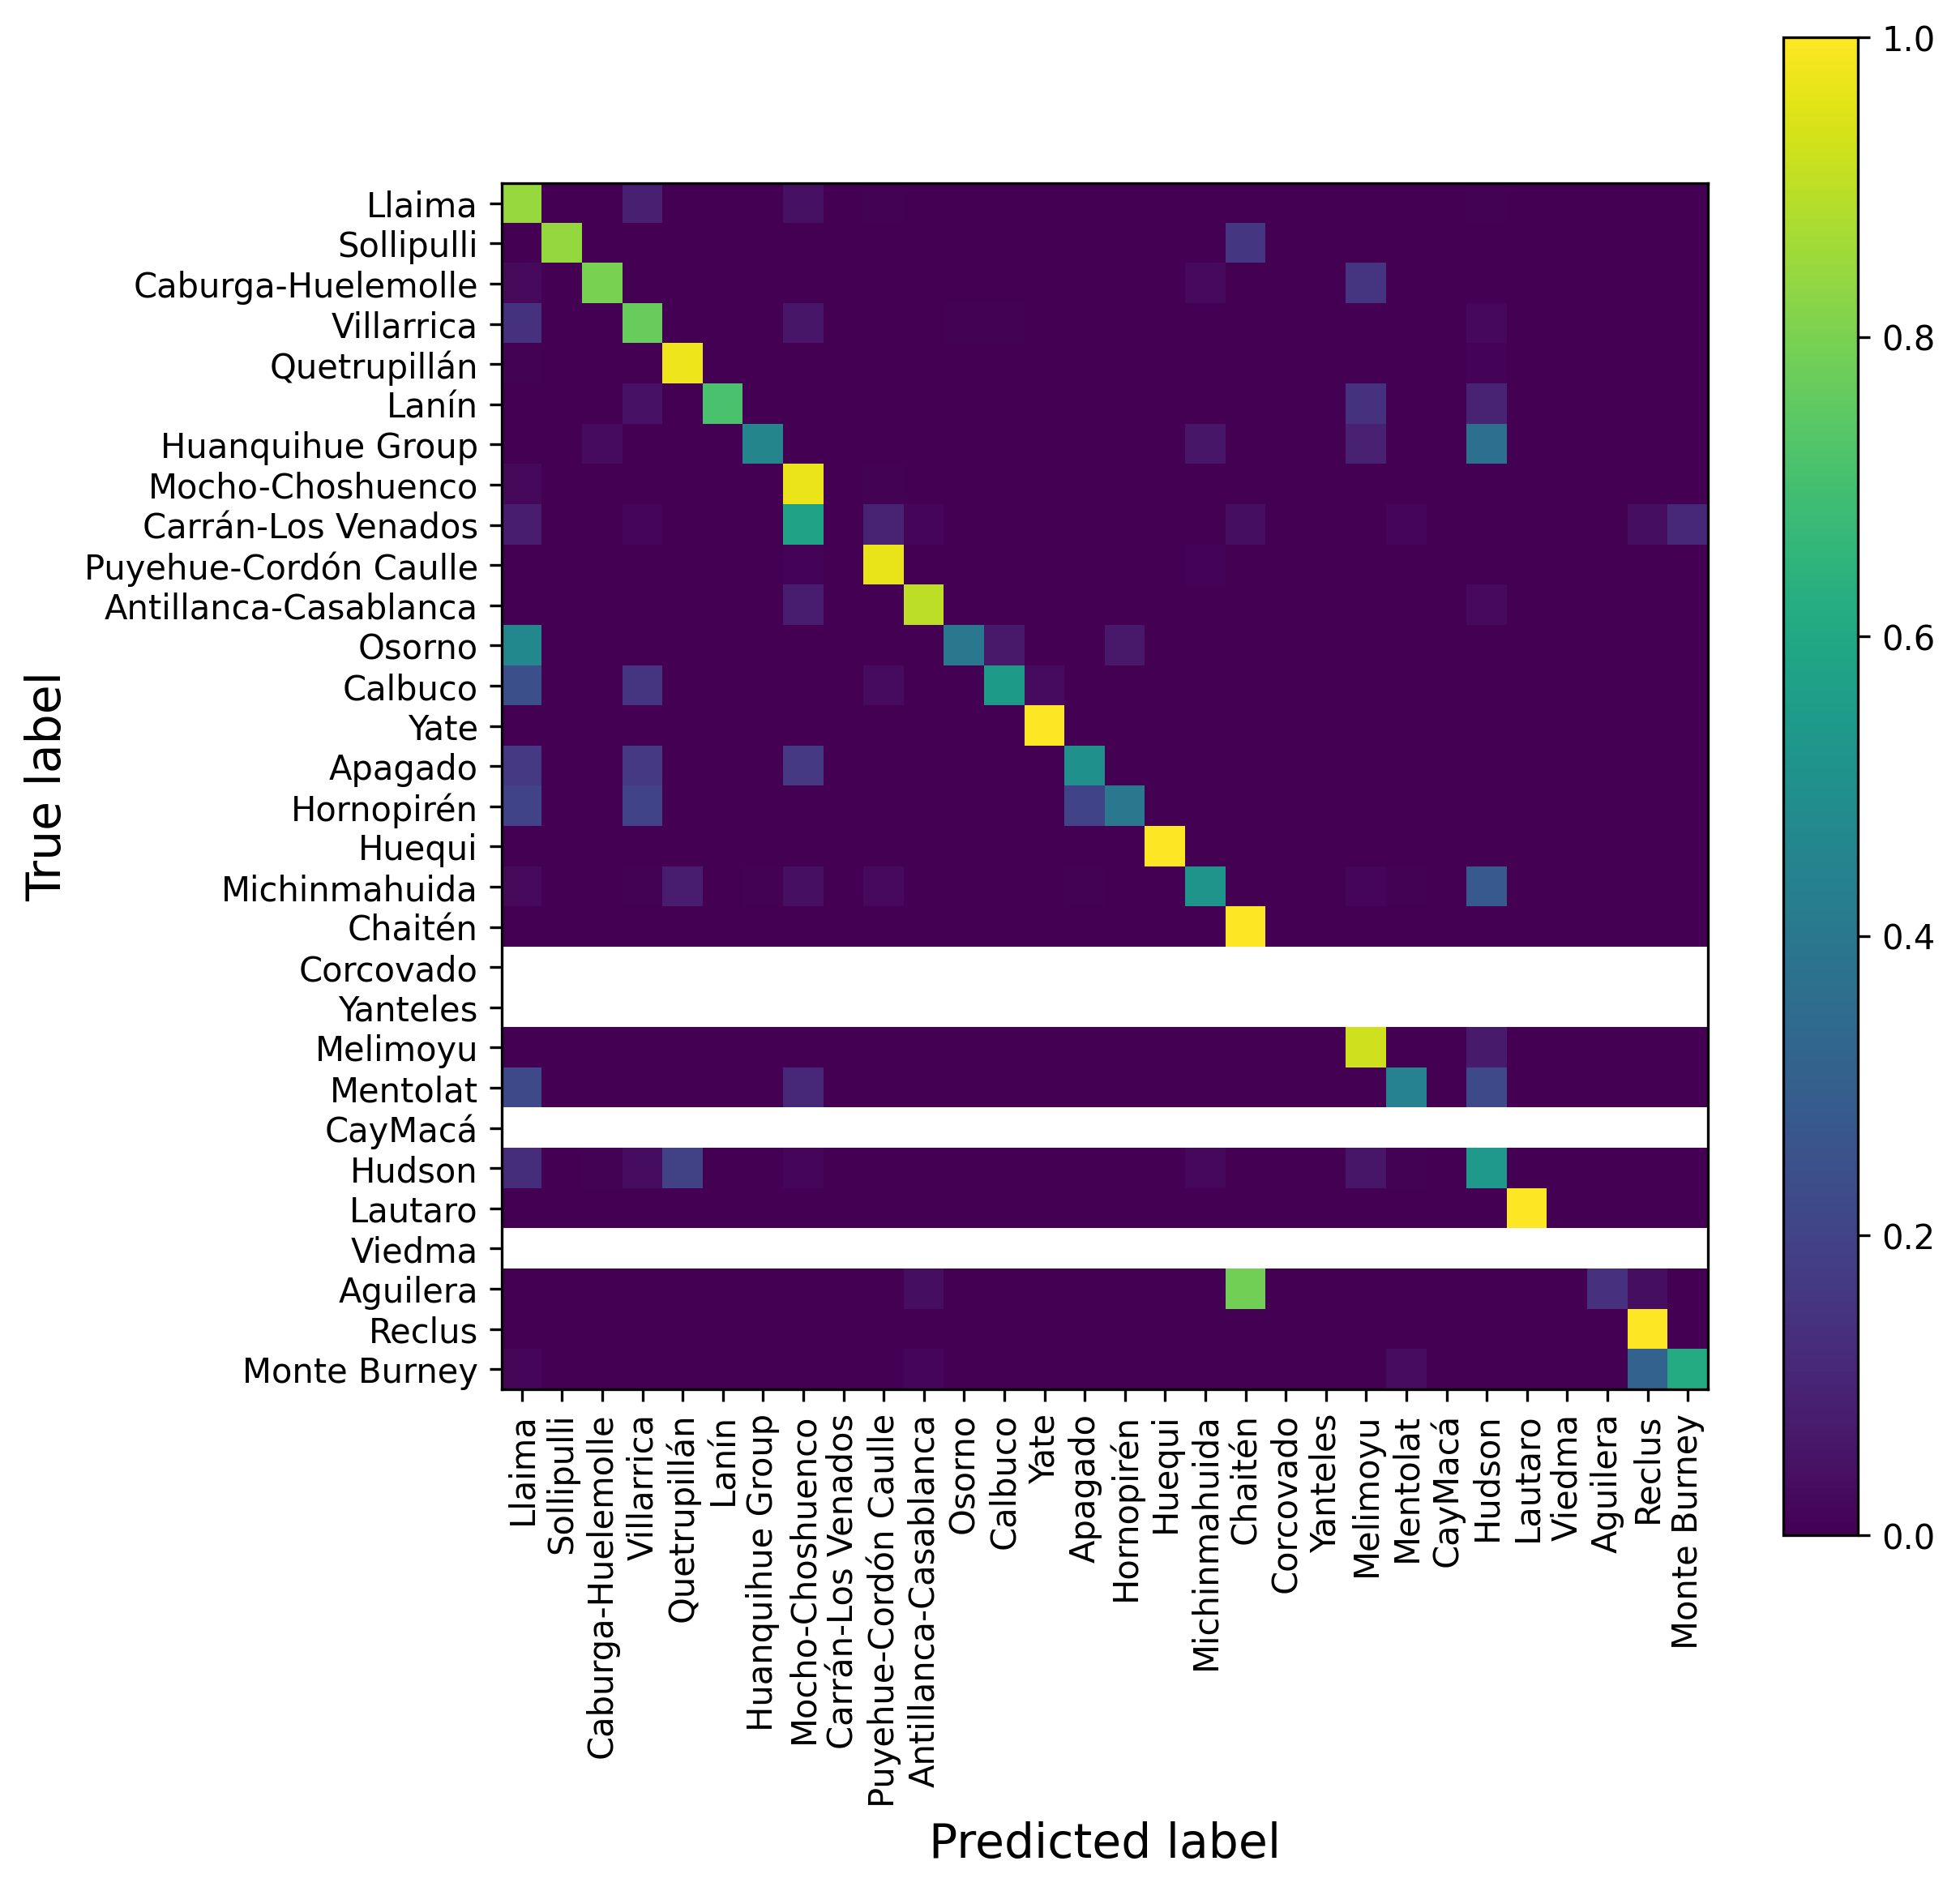 True label
Llaima
Sollipulli
Caburga-Huelemolle
Villarrica
Quetrupillán
Lanín
Huanquihue Group
Mocho-Choshuenco
Carrán-Los Venados
Puyehue-Cordón Caulle
Antillanca-Casablanca
Osorno
Calbuco
Yate
Apagado
Hornopirén
Huequi
Michinmahuida
Chaitén
Corcovado
Yanteles
Melimoyu
Mentolat
CayMacá
Hudson
Lautaro
Viedma
Aguilera
Reclus
Monte Burney
Llaima
Sollipulli
Caburga-Huelemolle
Villarrica
Quetrupillán
Lanín
Huanquihue Group
Mocho-Choshuenco
Carrán-Los Venados
Puyehue-Cordón Caulle
Antillanca-Casablanca
Osorno
Calbuco
Yate
Apagado
Hornopirén
Huequi
Michinmahuida
Chaitén
Corcovado
Yanteles
Melimoyu
Mentolat
CayMacá
Hudson
Lautaro
Viedma
Aguilera
Reclus
Monte Burney
Predicted label
1.0
0.8
0.6
0.4
0.2
0.0